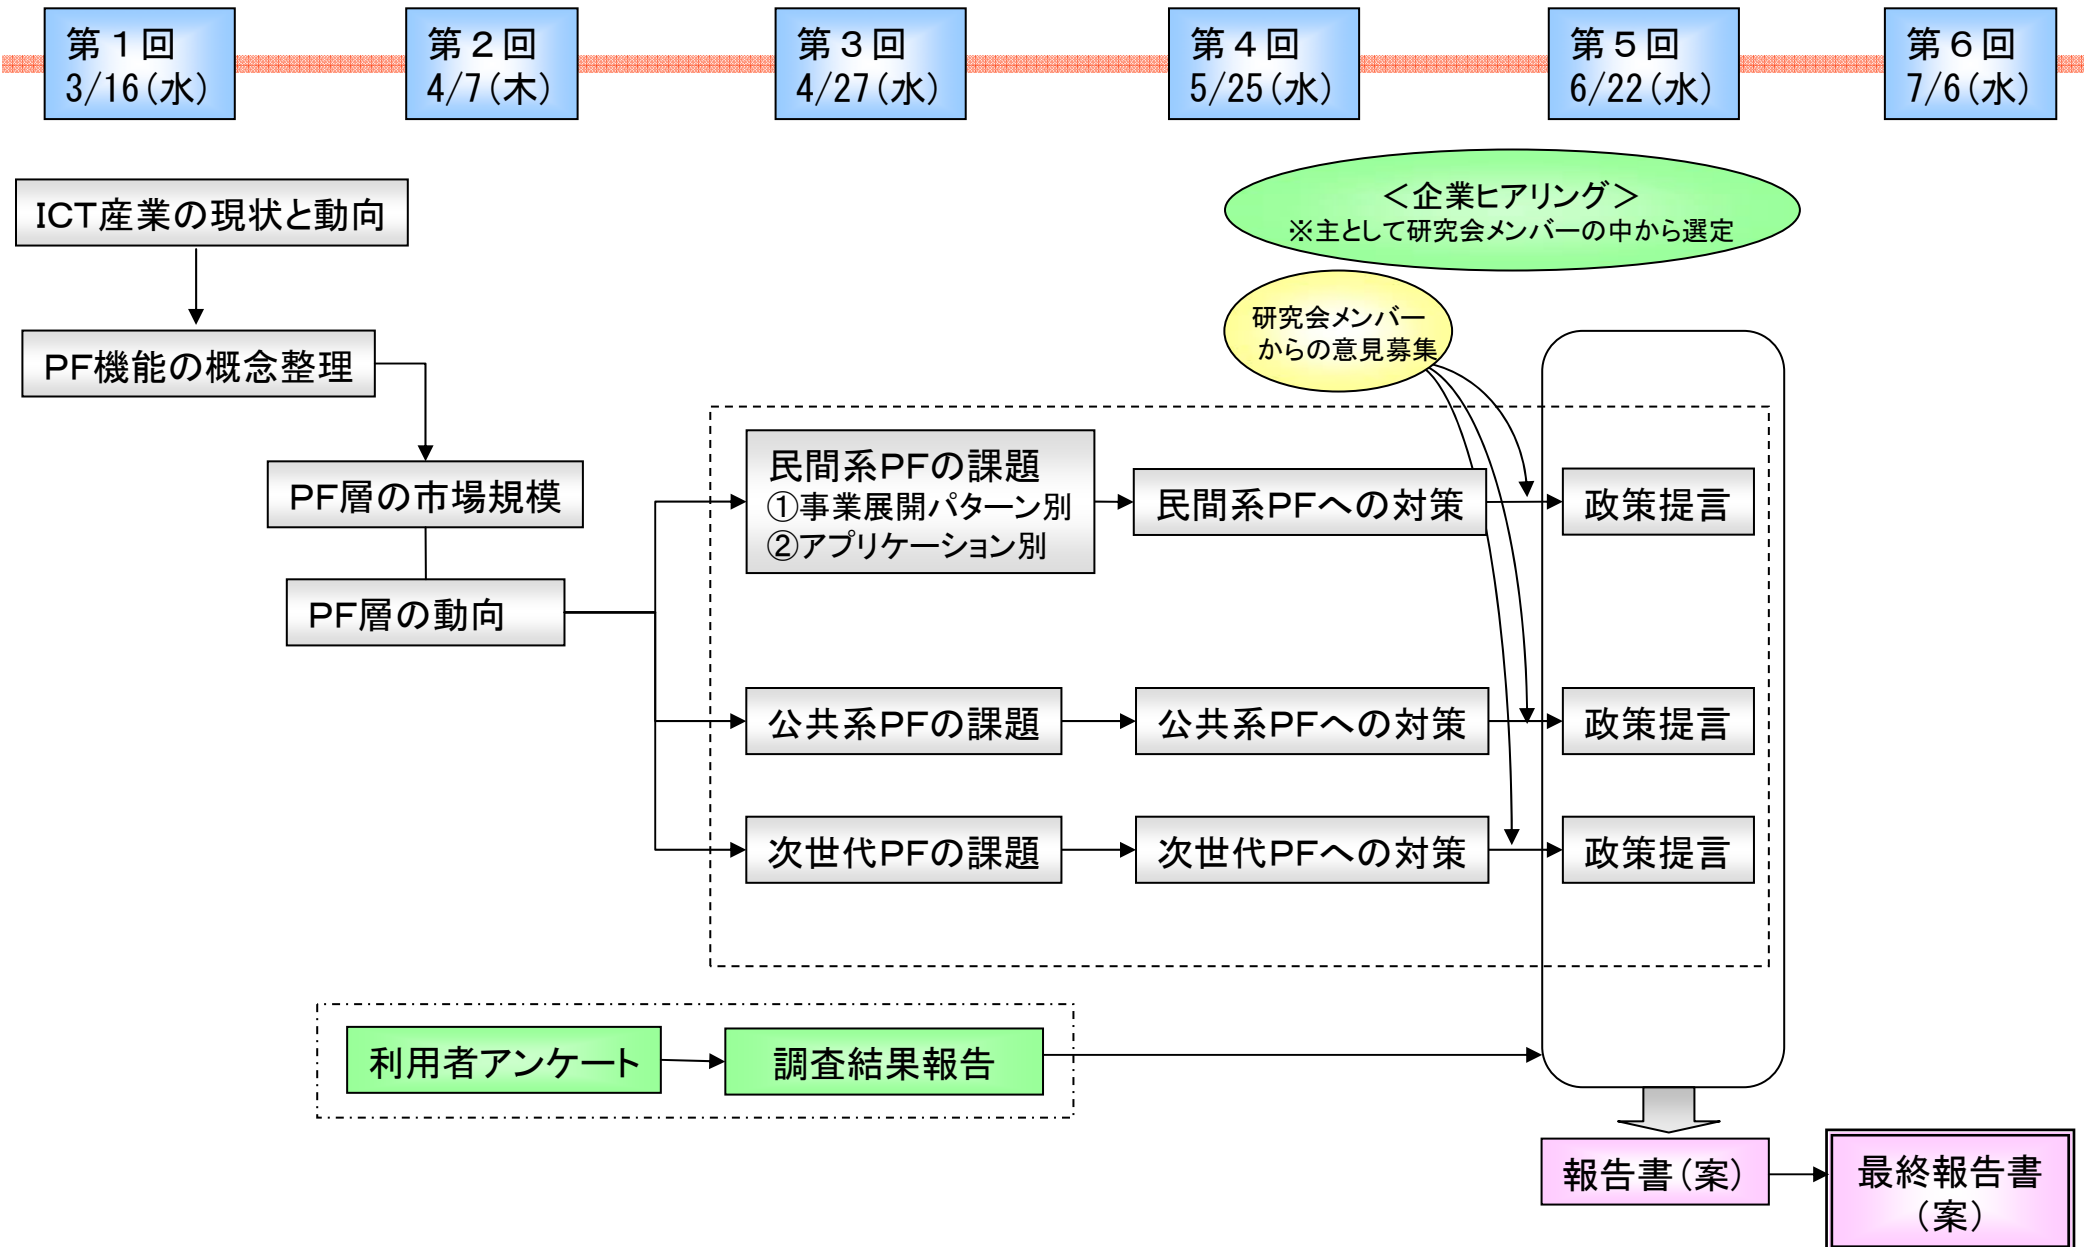 第１回
3/16(水)
第２回
4/7(木)
第３回
4/27(水)
第４回
5/25(水)
第５回
6/22(水)
第６回
7/6(水)
＜企業ヒアリング＞
※主として研究会メンバーの中から選定
ICT産業の現状と動向
研究会メンバー
からの意見募集
PF機能の概念整理
PF層の市場規模
PF層の動向
民間系PFの課題
①事業展開パターン別
②アプリケーション別
民間系PFへの対策
政策提言
公共系PFの課題
公共系PFへの対策
政策提言
次世代PFの課題
次世代PFへの対策
政策提言
利用者アンケート
調査結果報告
報告書（案）
最終報告書
（案）